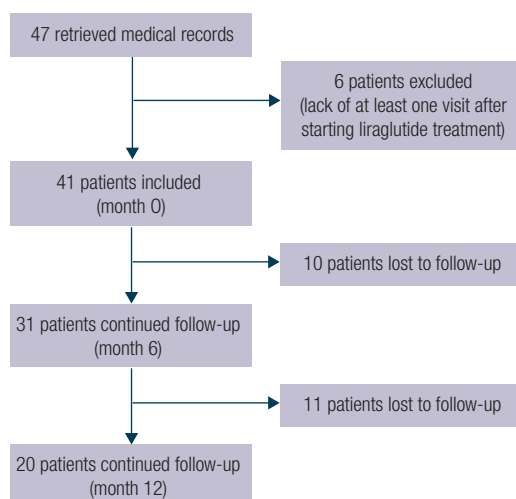 47 retrieved medical records
6 patients excluded
(lack of at least one visit after
starting liraglutide treatment)
41 patients included
(month 0)
10 patients lost to follow-up
31 patients continued follow-up
(month 6)
11 patients lost to follow-up
20 patients continued follow-up
(month 12)